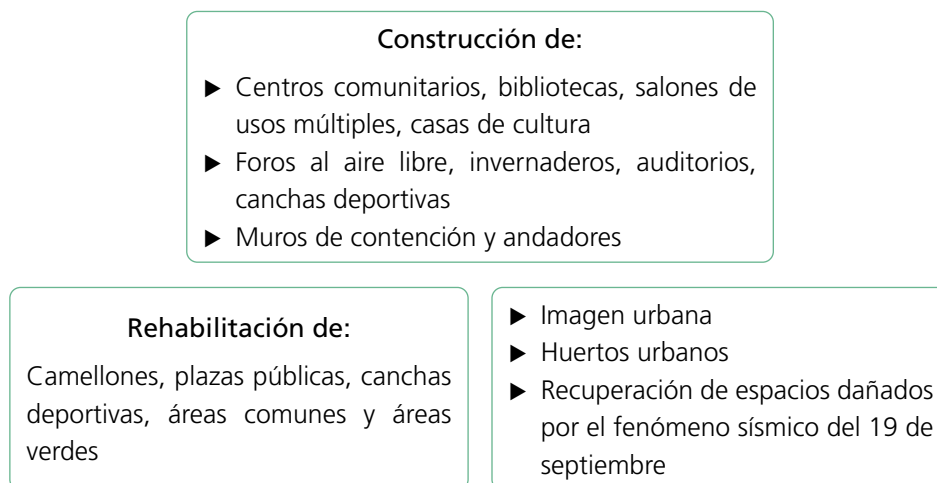 Construcción de:
► Centros comunitarios, bibliotecas, salones de
usos múltiples, casas de cultura
► Foros al aire libre, invernaderos, auditorios,
canchas deportivas
► Muros de contención y andadores
Rehabilitación de:
Camellones, plazas públicas, canchas
deportivas, áreas comunes y áreas
verdes
► Imagen urbana
► Huertos urbanos
► Recuperación de espacios dañados
por el fenómeno sísmico del 19 de
septiembre